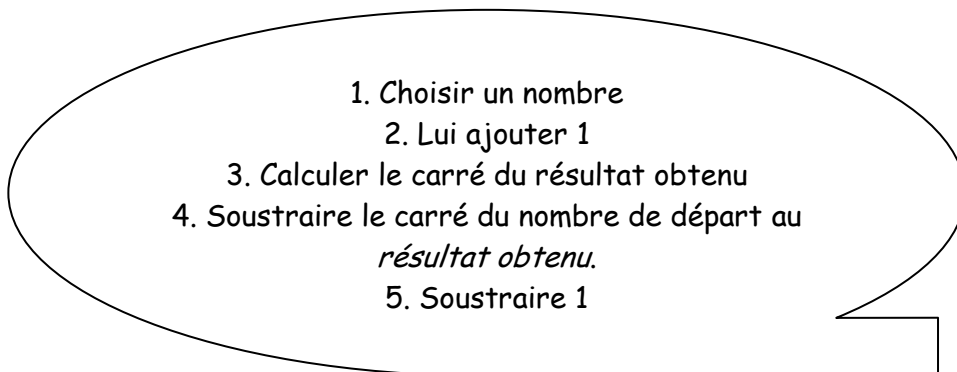 1. Choisir un nombre
2. Lui ajouter 1
3. Calculer le carré du résultat obtenu
4. Soustraire le carré du nombre de départ au
résultat obtenu.
5. Soustraire 1